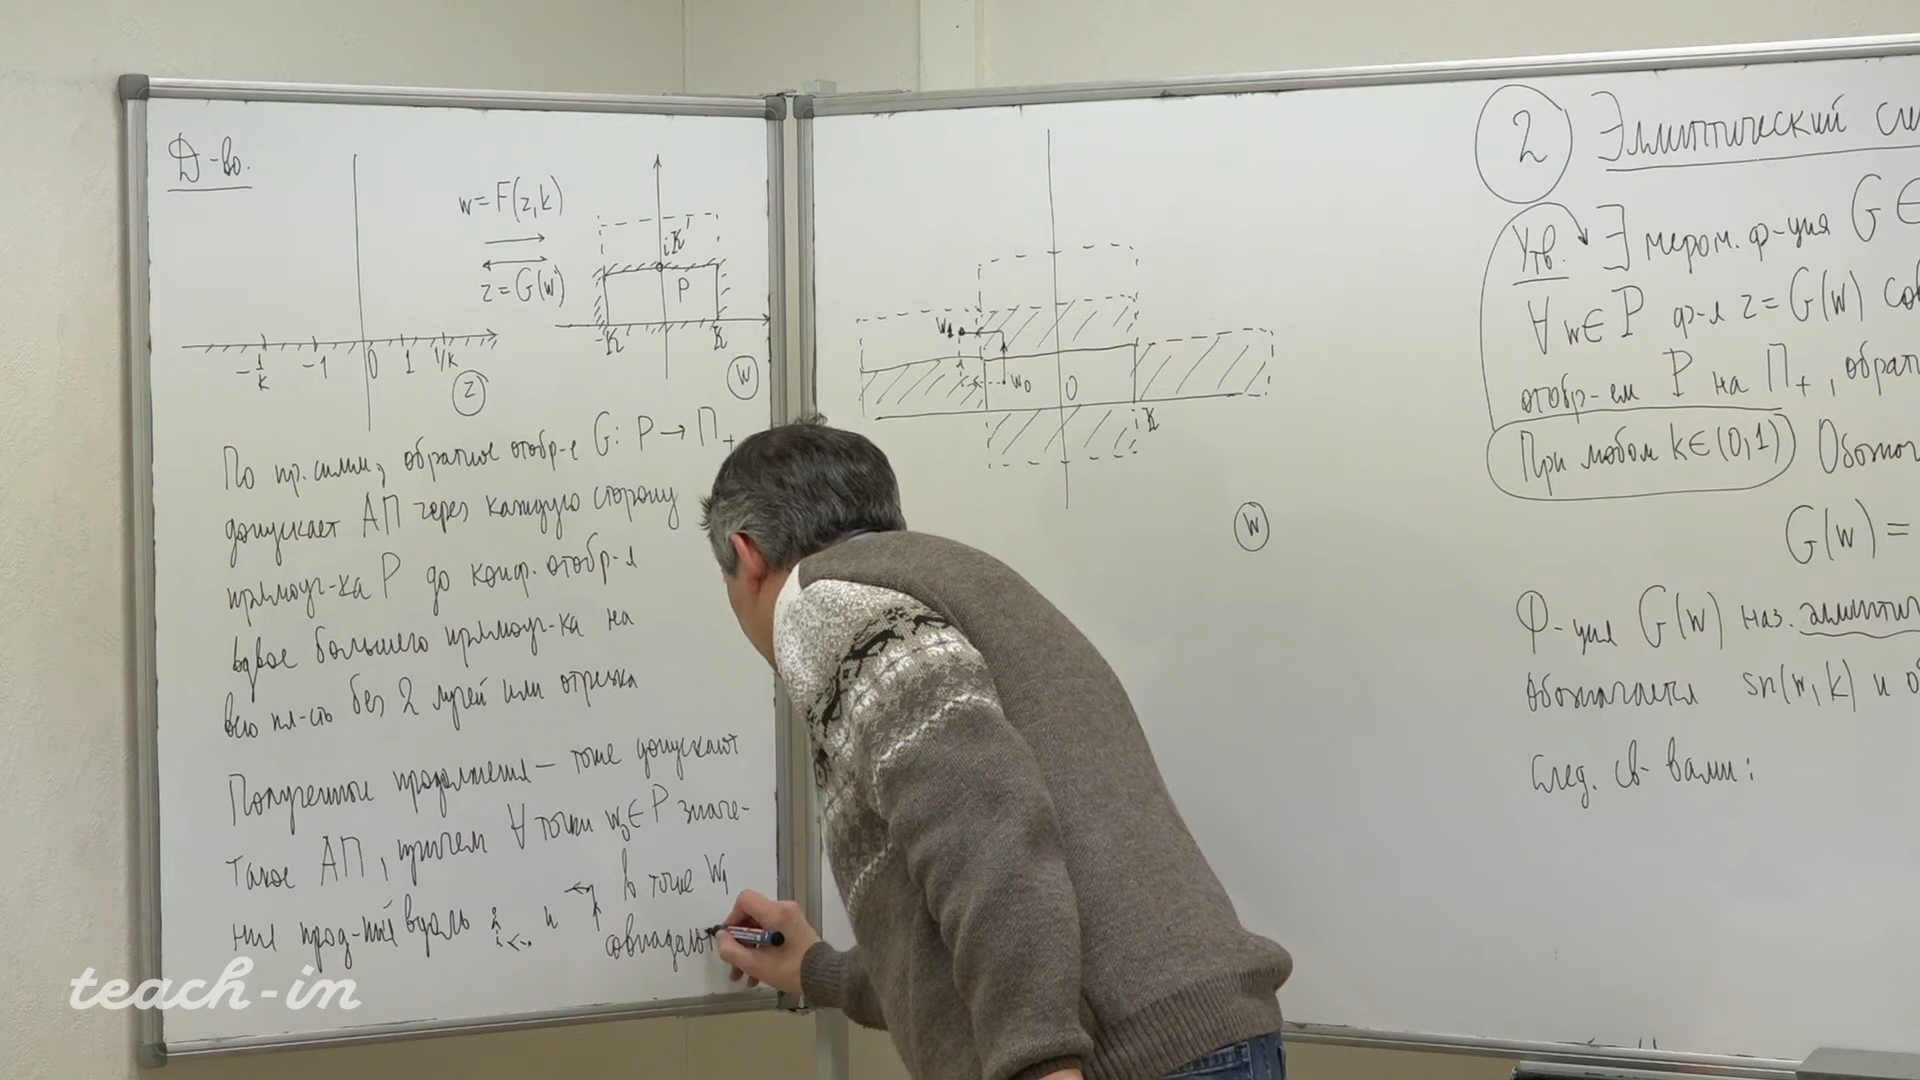 Д-во.
w = F(z,k)
z = G(w)
iK'
P
-K
K
w
-1/k
-1
0
1
1/k
z
По пр. симм, обратное отобр-е G: P → П+
допускает АП через каждую сторону
прямоуг-ка P до конф. отобр-я
вдвое большего прямоуг-ка на
всю пл-сть без 2 лучей или отрезка
Полученные продолжения — тоже допускают
такое АП, причем ∀ точки w₀ ∈ P значе-
ния прод-ний вдоль и в точке w₁
совпадают
w₁
w₀
0
K
w
2
Эллиптический си
Утв. ∃ мером. ф-ция G ∈
∀ w ∈ P ф-я z = G(w) сов
отобр-ем P на П+, обрат
При любом k ∈ (0,1) Обознач
G(w) =
Ф-ция G(w) наз. эллиптич
обозначается sn(w,k) и о
след. св-вами:
teach-in